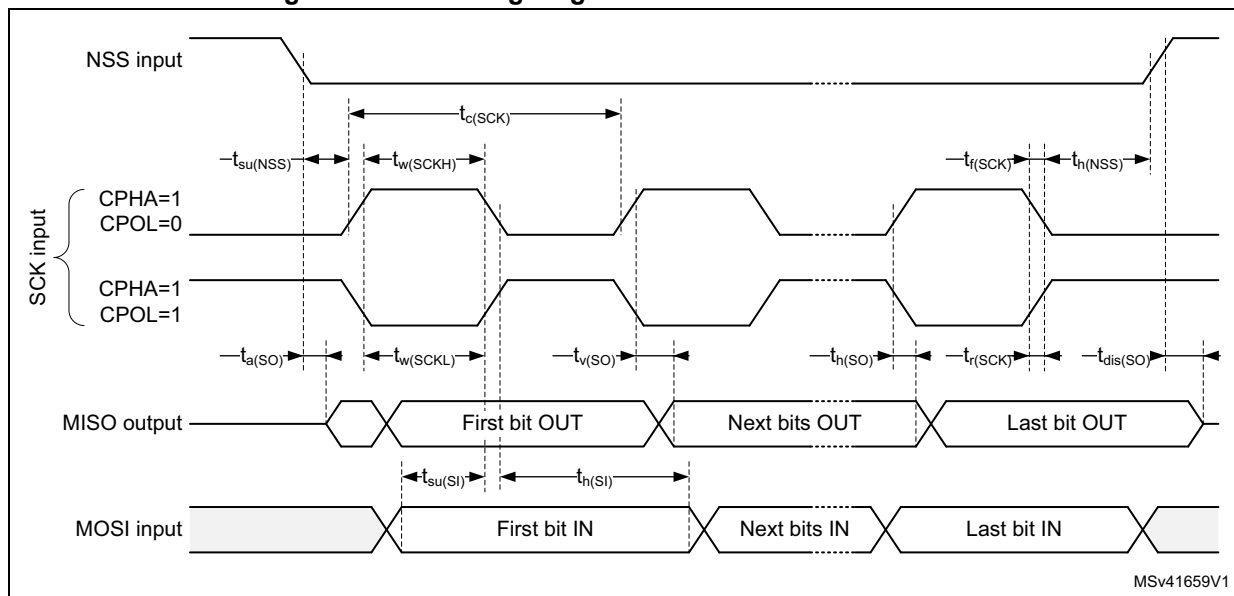 NSS input
tc(SCK)
tsu(NSS) tw(SCKH) tf(SCK) th(NSS)
SCK input
CPHA=1
CPOL=0
CPHA=1
CPOL=1
ta(SO) tw(SCKL) tv(SO) th(SO) tr(SCK) tdis(SO)
MISO output First bit OUT Next bits OUT Last bit OUT
tsu(SI) th(SI)
MOSI input First bit IN Next bits IN Last bit IN
MSv41659V1